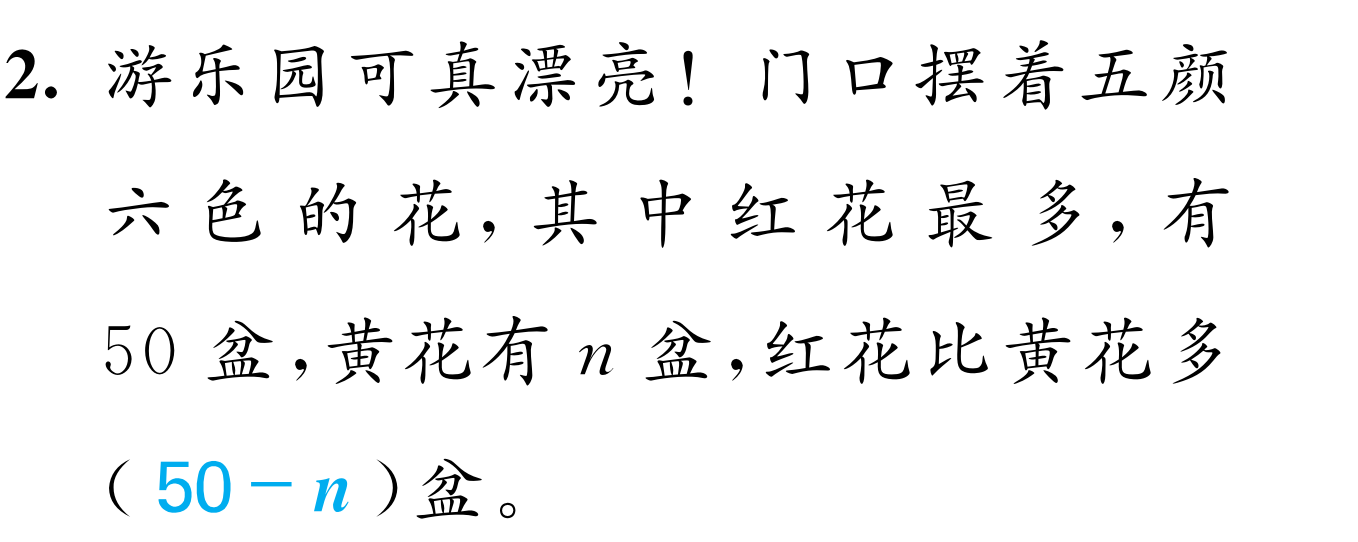 2. 游乐园可真漂亮！门口摆着五颜
六色的花，其中红花最多，有
50 盆，黄花有 n 盆，红花比黄花多
（50－n）盆。